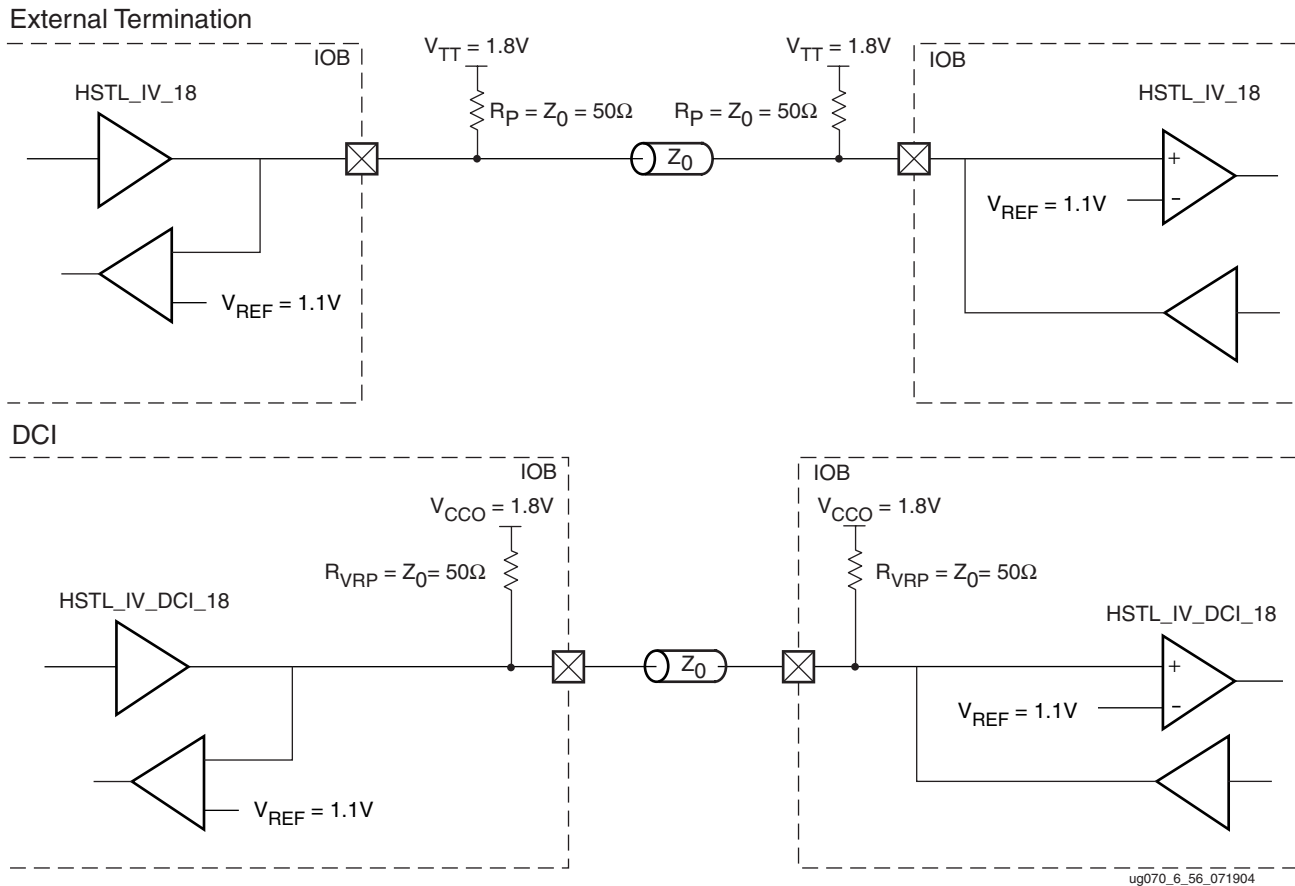 External Termination
IOB
V_TT = 1.8V
V_TT = 1.8V
IOB
HSTL_IV_18
HSTL_IV_18
R_P = Z_0 = 50Ω
R_P = Z_0 = 50Ω
Z_0
+
V_REF = 1.1V
–
V_REF = 1.1V
DCI
IOB
IOB
V_CCO = 1.8V
V_CCO = 1.8V
R_VRP = Z_0= 50Ω
R_VRP = Z_0= 50Ω
HSTL_IV_DCI_18
HSTL_IV_DCI_18
Z_0
+
V_REF = 1.1V
–
V_REF = 1.1V
ug070_6_56_071904